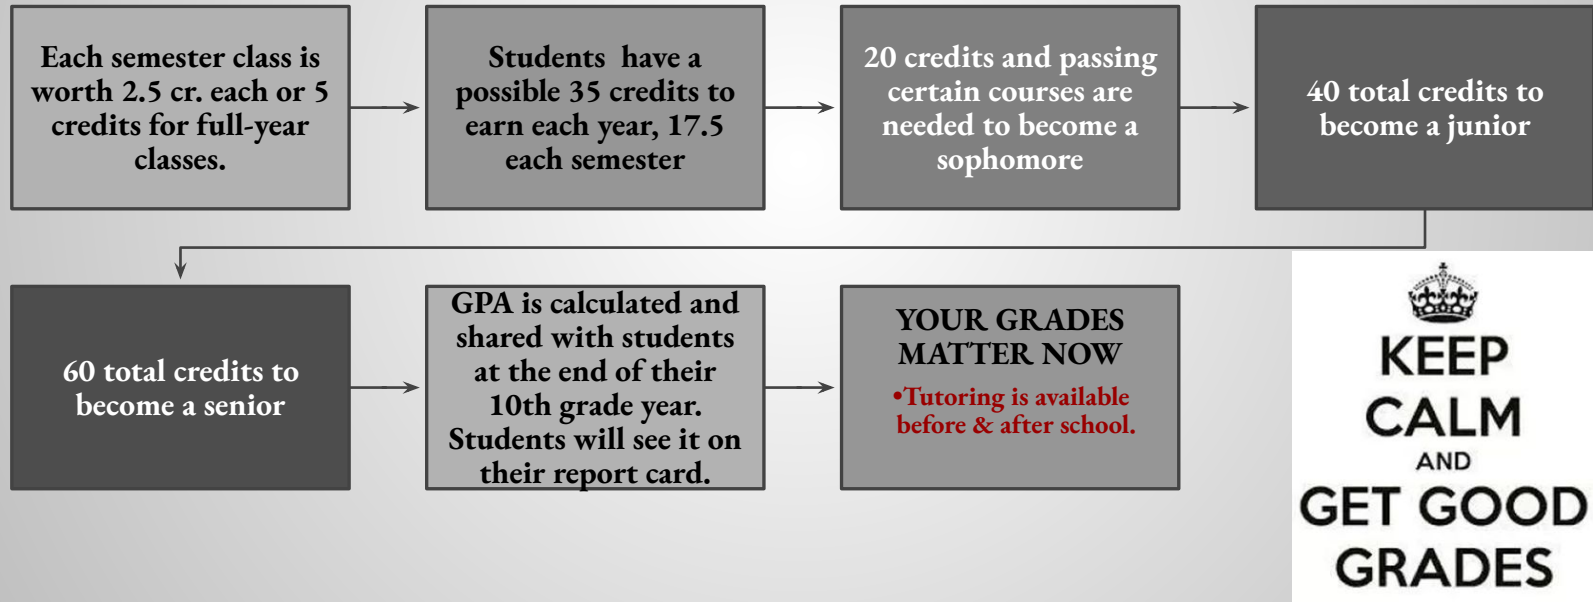 Each semester class is
worth 2.5 cr. each or 5
credits for full-year
classes.
Students have a
possible 35 credits to
earn each year, 17.5
each semester
20 credits and passing
certain courses are
needed to become a
sophomore
40 total credits to
become a junior
60 total credits to
become a senior
GPA is calculated and
shared with students
at the end of their
10th grade year.
Students will see it on
their report card.
YOUR GRADES
MATTER NOW
•Tutoring is available
before & after school.
KEEP
CALM
AND
GET GOOD
GRADES